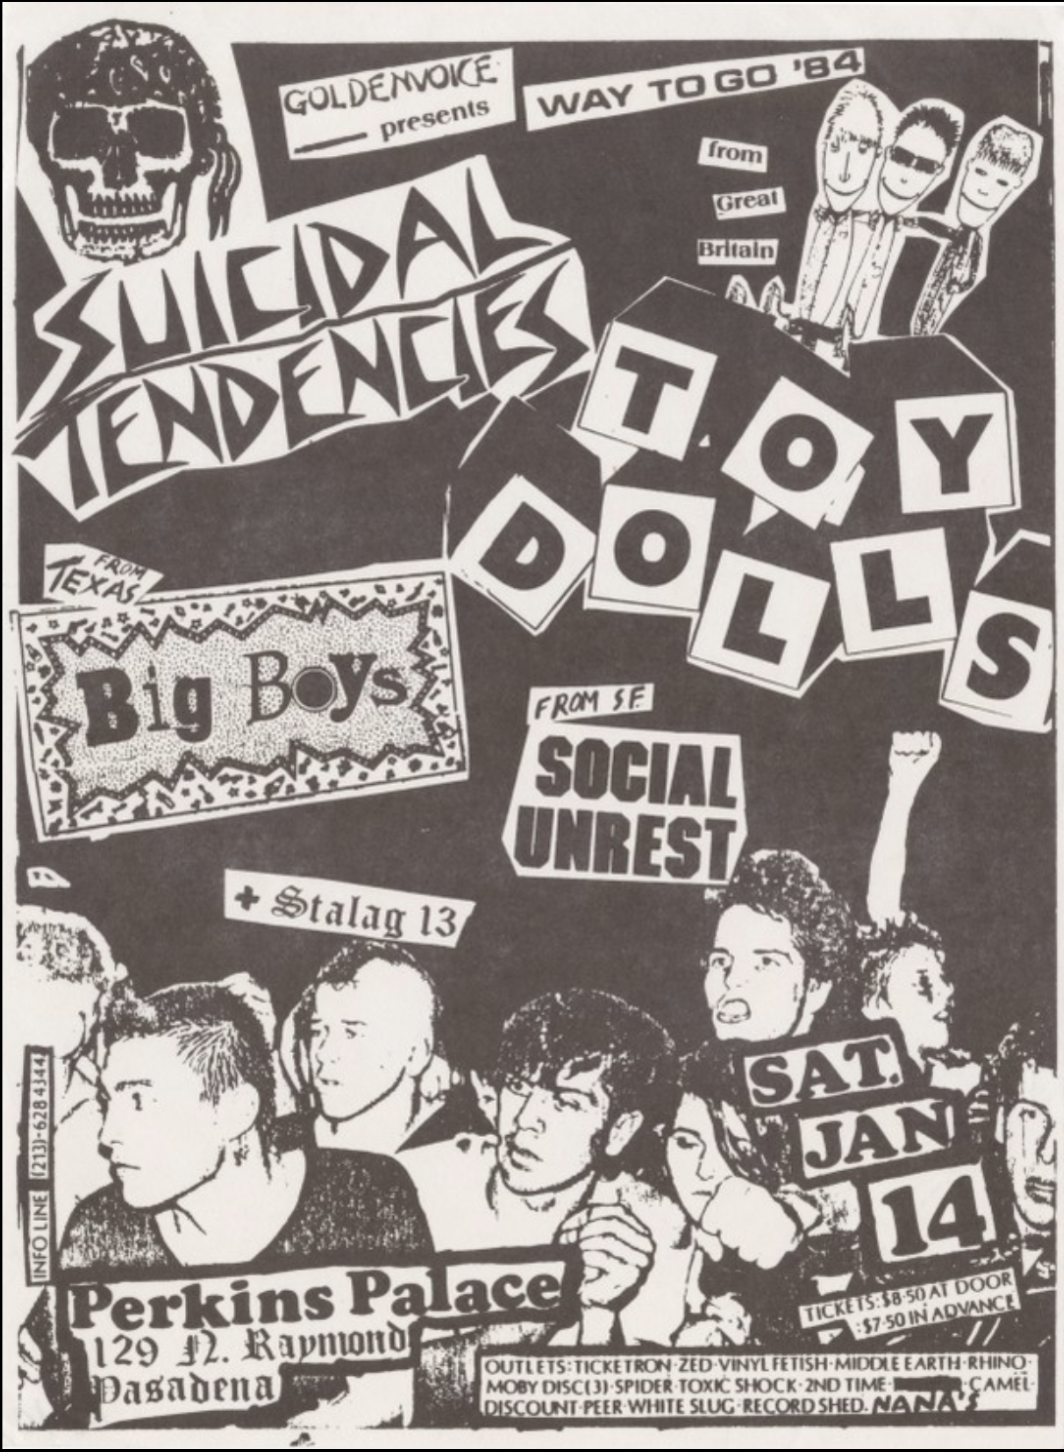 GOLDENVOICE
presents
WAY TO GO '84
from
Great
Britain
SUICIDAL
TENDENCIES
TOY
DOLLS
FROM
TEXAS
Big Boys
FROM S.F.
SOCIAL
UNREST
+ Stalag 13
SAT.
JAN
14
INFO LINE (213)-628 4344
Perkins Palace
129 N. Raymond
Pasadena
TICKETS:$8·50 AT DOOR
:$7·50 IN ADVANCE
OUTLETS:TICKETRON·ZED·VINYL FETISH·MIDDLE EARTH·RHINO·
MOBY DISC(3)·SPIDER·TOXIC SHOCK·2ND TIME· CAMEL·
DISCOUNT·PEER·WHITE SLUG·RECORD SHED. NANA'S